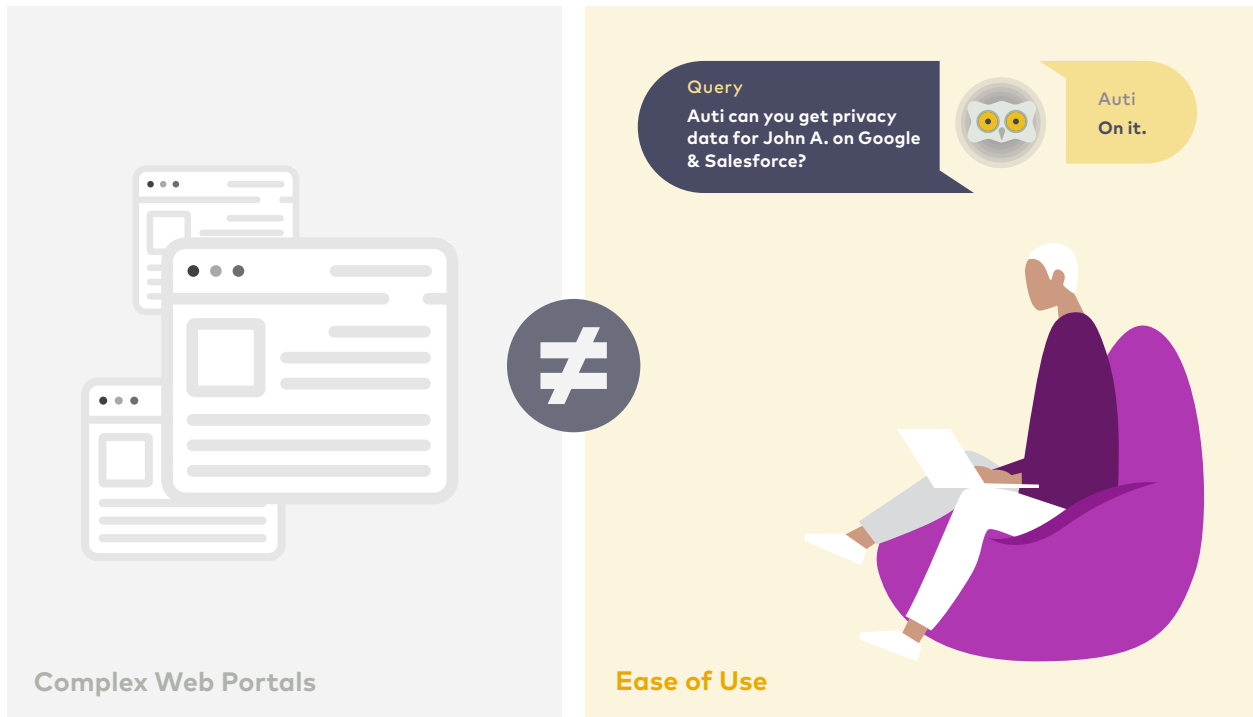 Query
Auti can you get privacy
data for John A. on Google
& Salesforce?
Auti
On it.
≠
Complex Web Portals
Ease of Use